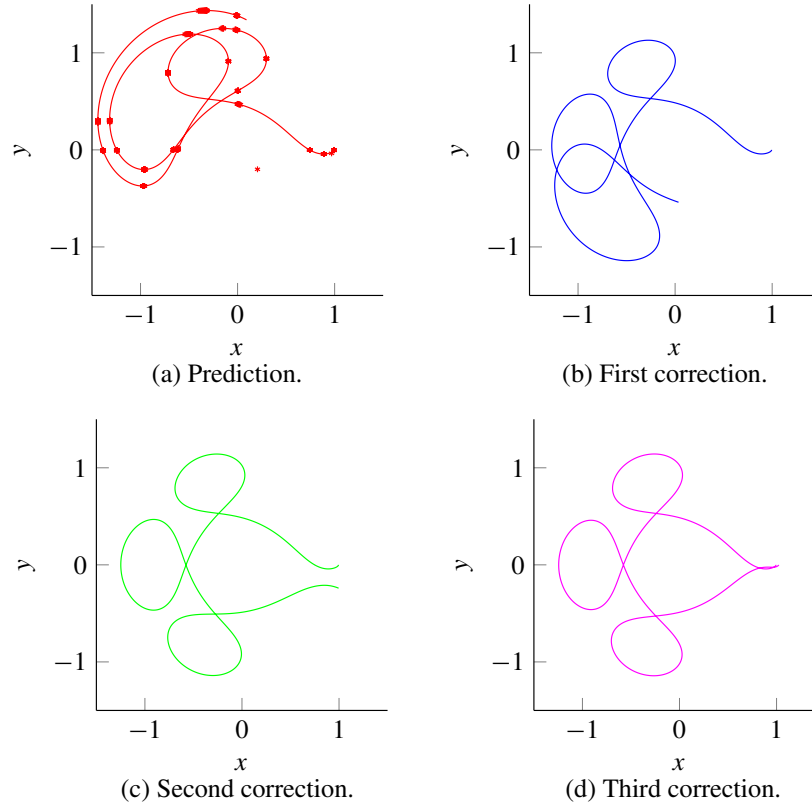 1
0
−1
y
−1 0 1
x
(a) Prediction.
1
0
−1
y
−1 0 1
x
(b) First correction.
1
0
−1
y
−1 0 1
x
(c) Second correction.
1
0
−1
y
−1 0 1
x
(d) Third correction.